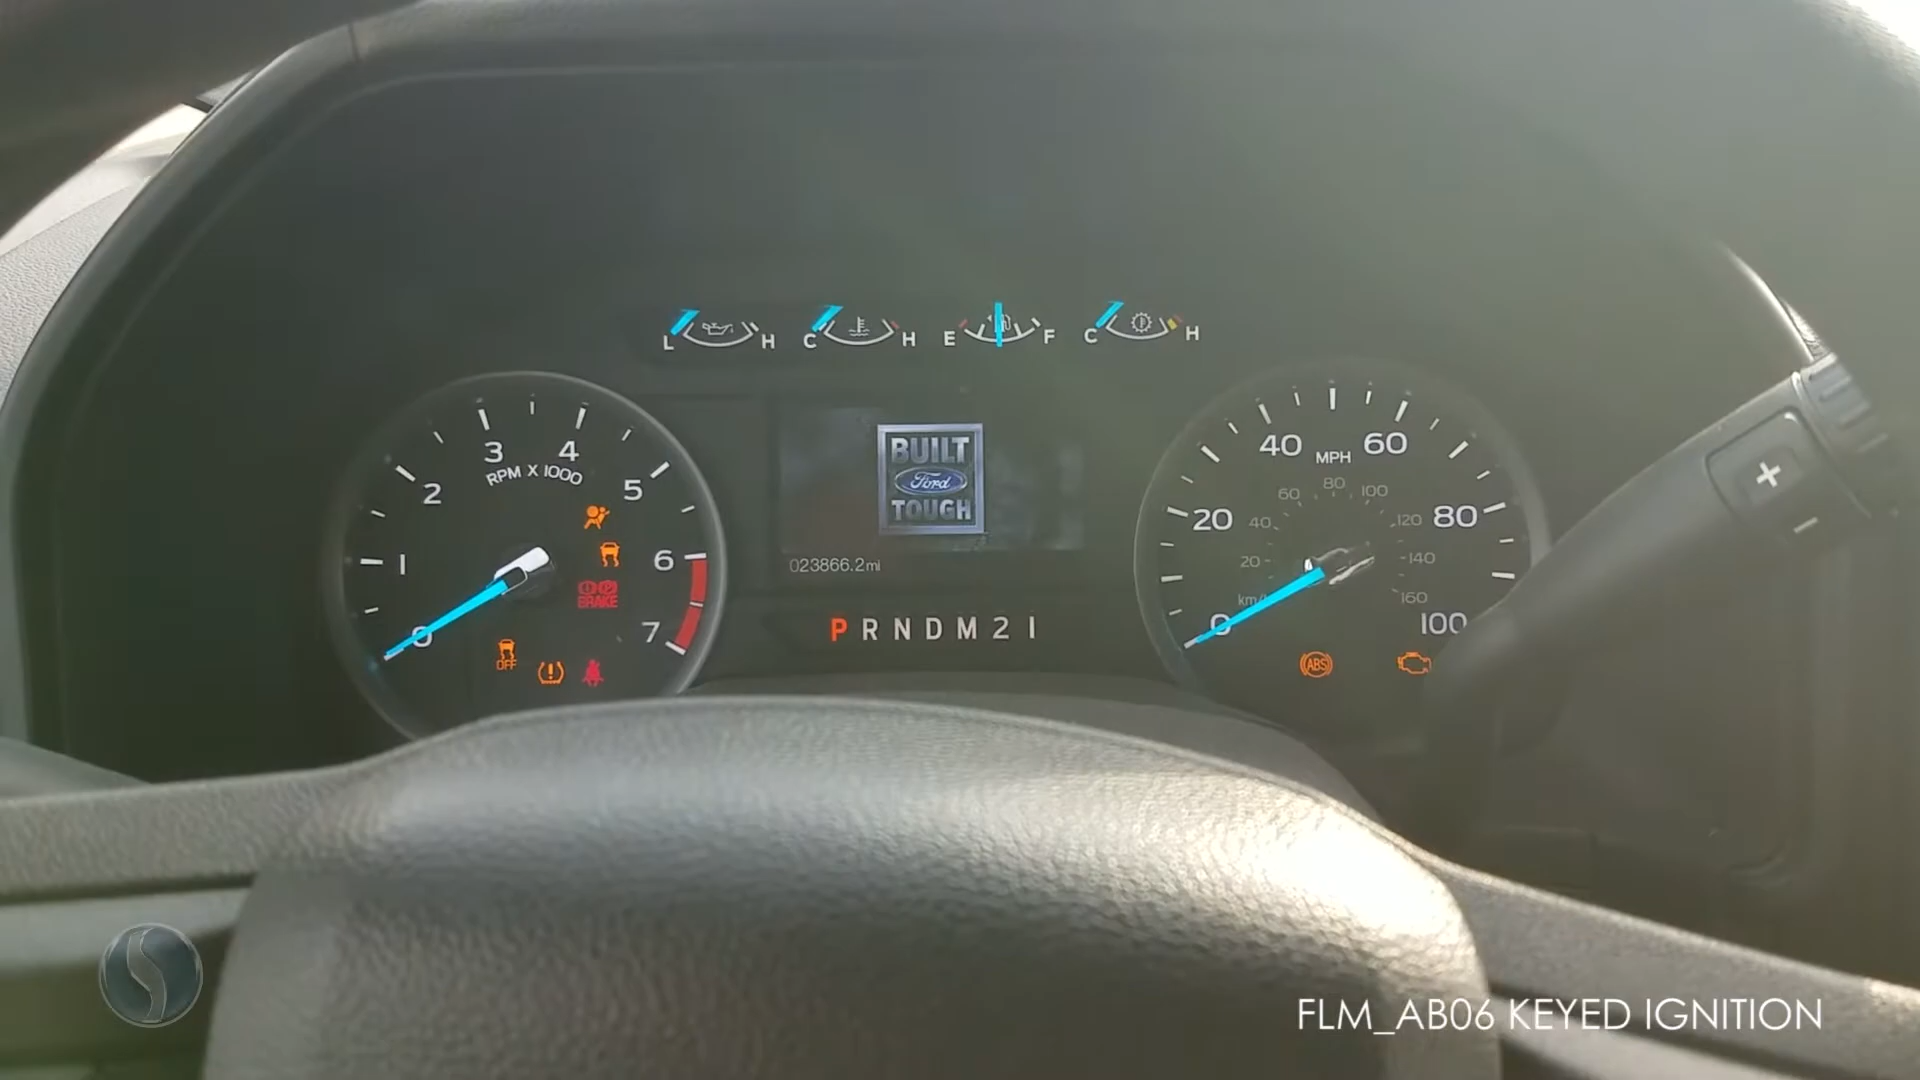 L H C H E F C H
3 4
RPM X 1000
2 5
1 6
0 7
OFF
BRAKE
BUILT
Ford
TOUGH
023866.2mi
P R N D M 2 1
40 MPH 60
60 80 100
20 40 120 80
20 140
km/h 160
0 100
ABS
+
−
FLM_AB06 KEYED IGNITION